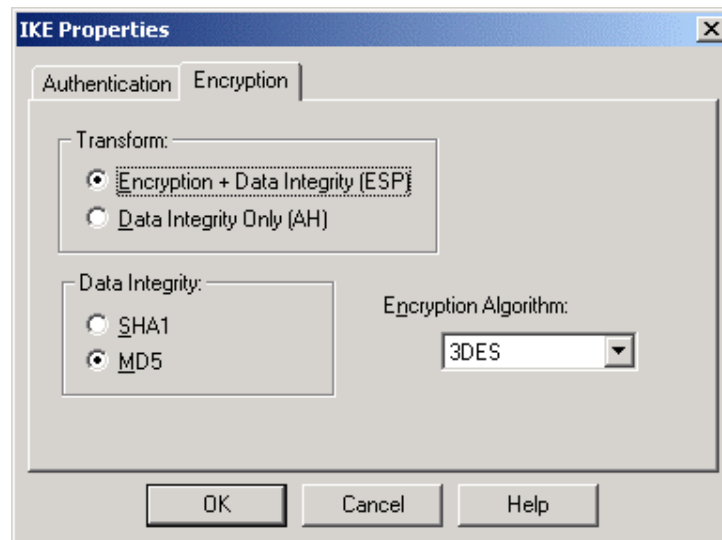 IKE Properties
Authentication
Encryption
Transform:
Encryption + Data Integrity (ESP)
Data Integrity Only (AH)
Data Integrity:
SHA1
MD5
Encryption Algorithm:
3DES
OK
Cancel
Help